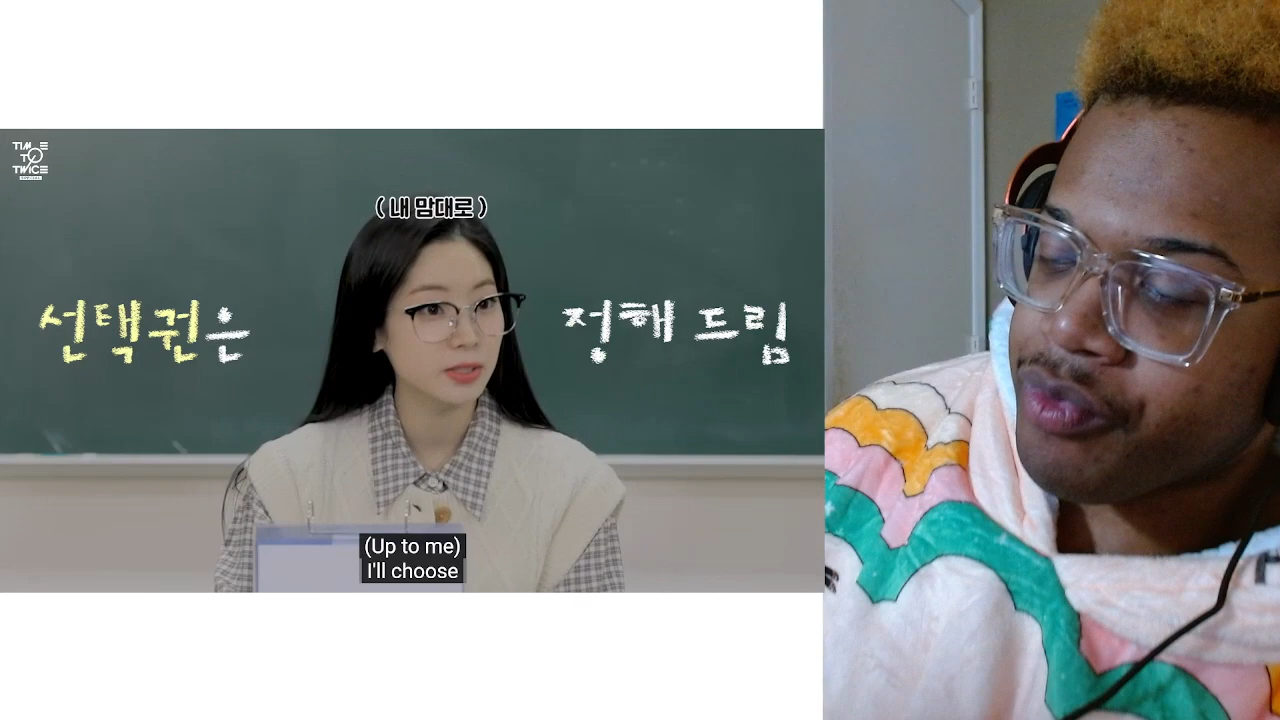 TIME
TO
TWICE
( 내 맘대로 )
선택권은 정해 드림
(Up to me)
I'll choose